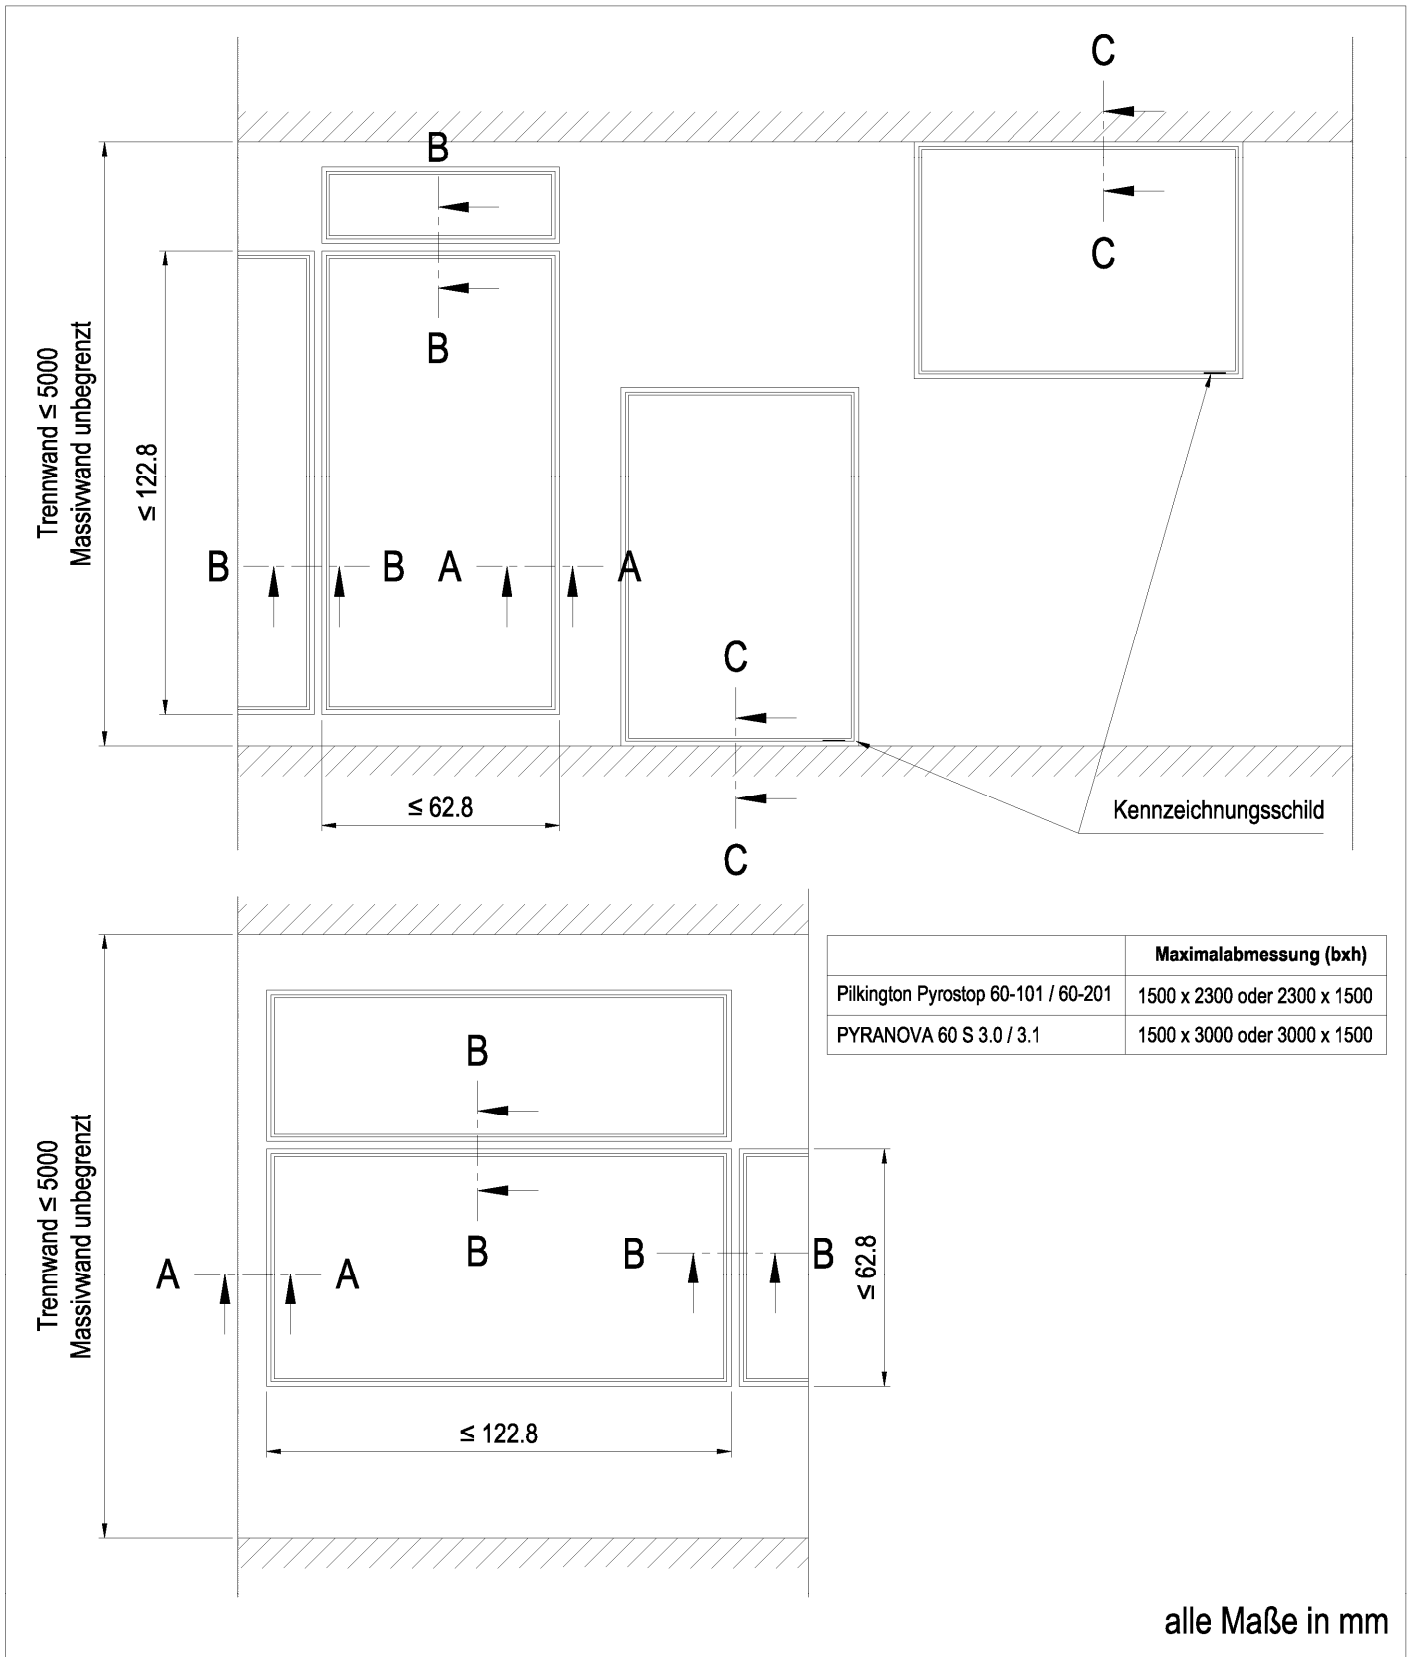 C
B
C
B
Trennwand ≤ 5000
Massivwand unbegrenzt
≤ 122.8
B
B
A
A
C
≤ 62.8
Kennzeichnungsschild
C
Maximalabmessung (bxh)
Pilkington Pyrostop 60-101 / 60-201 1500 x 2300 oder 2300 x 1500
PYRANOVA 60 S 3.0 / 3.1 1500 x 3000 oder 3000 x 1500
B
Trennwand ≤ 5000
Massivwand unbegrenzt
B
B
B
≤ 62.8
A
A
≤ 122.8
alle Maße in mm